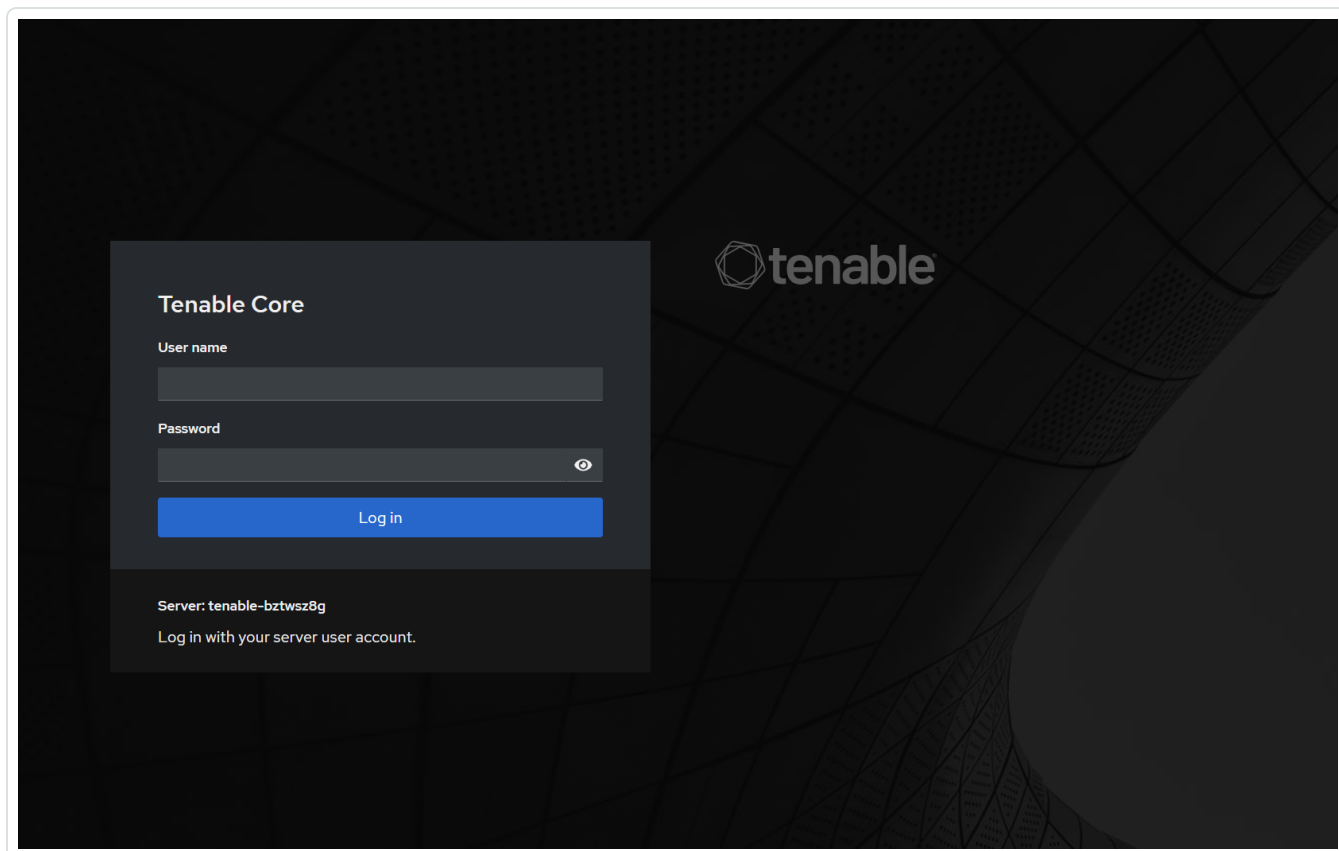 tenable
Tenable Core
User name
Password
Log in
Server: tenable-bztwsz8g
Log in with your server user account.